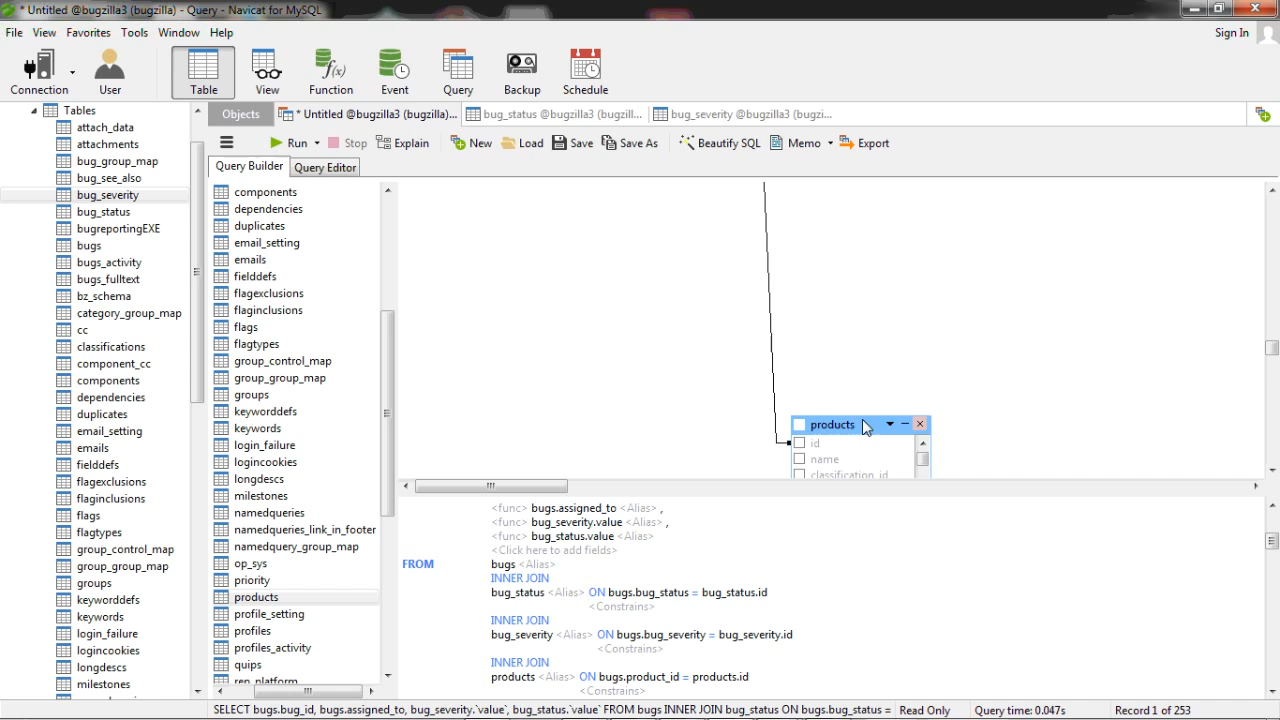 * Untitled @bugzilla3 (bugzilla) - Query - Navicat for MySQL
File View Favorites Tools Window Help
Sign In
Connection User Table View Function Event Query Backup Schedule
Tables
attach_data
attachments
bug_group_map
bug_see_also
bug_severity
bug_status
bugreportingEXE
bugs
bugs_activity
bugs_fulltext
bz_schema
category_group_map
cc
classifications
component_cc
components
dependencies
duplicates
email_setting
emails
fielddefs
flagexclusions
flaginclusions
flags
flagtypes
group_control_map
group_group_map
groups
keyworddefs
keywords
login_failure
logincookies
longdescs
milestones
Objects
* Untitled @bugzilla3 (bugzilla)...
bug_status @bugzilla3 (bugzill...
bug_severity @bugzilla3 (bugzi...
Run Stop Explain New Load Save Save As Beautify SQL Memo Export
Query Builder Query Editor
components
dependencies
duplicates
email_setting
emails
fielddefs
flagexclusions
flaginclusions
flags
flagtypes
group_control_map
group_group_map
groups
keyworddefs
keywords
login_failure
logincookies
longdescs
milestones
namedqueries
namedqueries_link_in_footer
namedquery_group_map
op_sys
priority
products
profile_setting
profiles
profiles_activity
quips
rep_platform
products
id
name
classification_id
<func> bugs.assigned_to <Alias> ,
<func> bug_severity.value <Alias> ,
<func> bug_status.value <Alias>
<Click here to add fields>
FROM bugs <Alias>
INNER JOIN
bug_status <Alias> ON bugs.bug_status = bug_status.id
<Constrains>
INNER JOIN
bug_severity <Alias> ON bugs.bug_severity = bug_severity.id
<Constrains>
INNER JOIN
products <Alias> ON bugs.product_id = products.id
<Constrains>
SELECT bugs.bug_id, bugs.assigned_to, bug_severity.`value`, bug_status.`value` FROM bugs INNER JOIN bug_status ON bugs.bug_status =
Read Only
Query time: 0.047s
Record 1 of 253